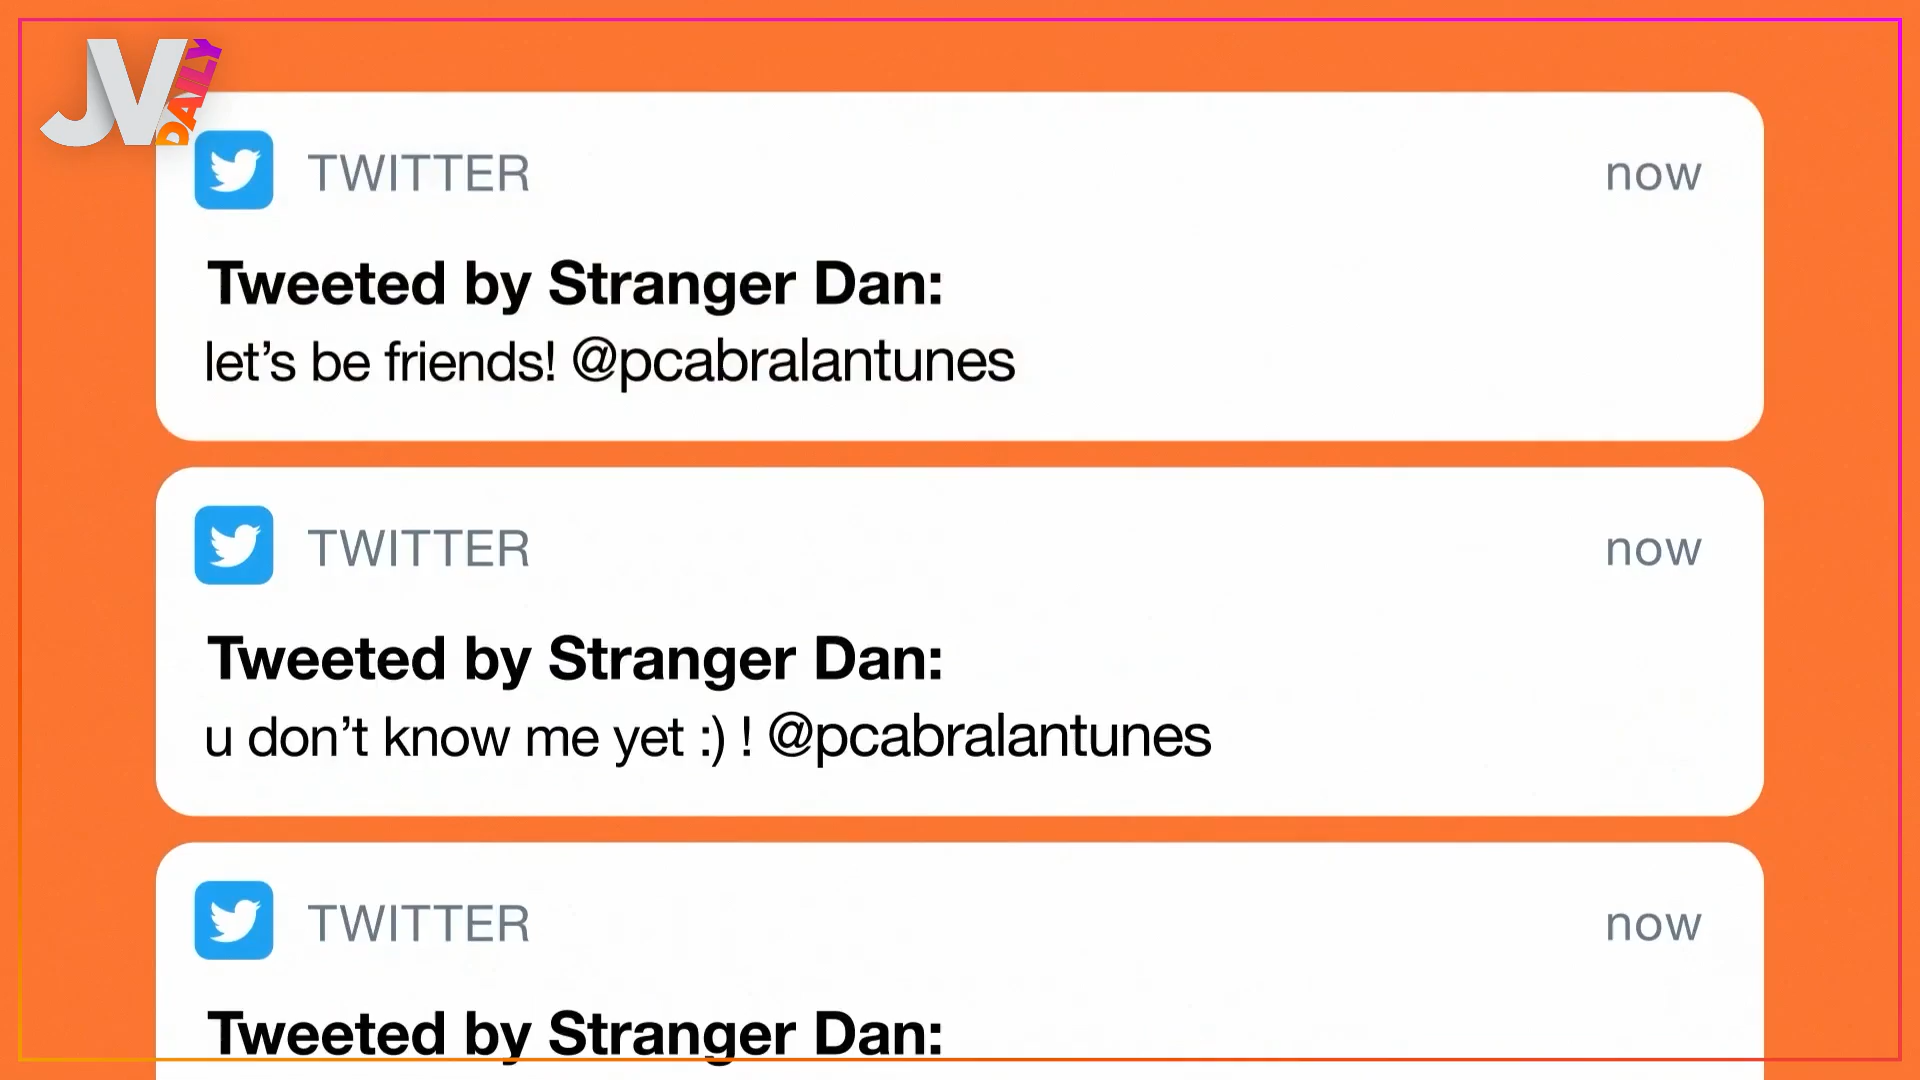 JV
DAILY
TWITTER
now
Tweeted by Stranger Dan:
let’s be friends! @pcabralantunes
TWITTER
now
Tweeted by Stranger Dan:
u don’t know me yet :) ! @pcabralantunes
TWITTER
now
Tweeted by Stranger Dan: